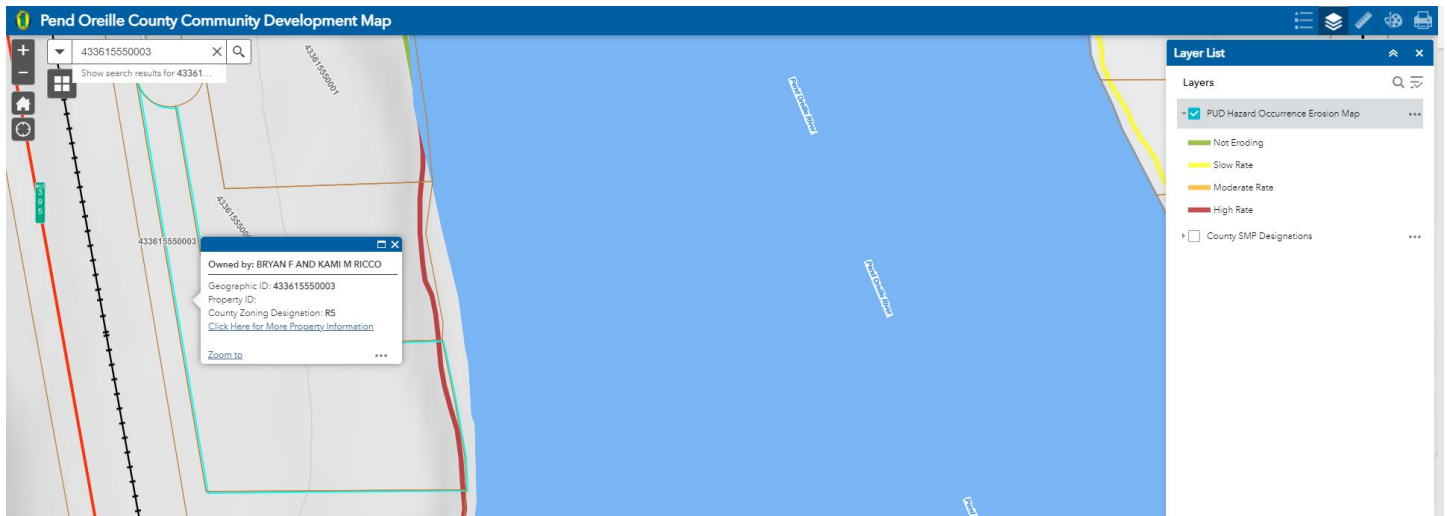 Pend Oreille County Community Development Map
433615550003
Show search results for 43361...
433615550001
Pend Oreille River
395
433615550003
Owned by: BRYAN F AND KAMI M RICCO
Geographic ID: 433615550003
Property ID:
County Zoning Designation: R5
Click Here for More Property Information
Zoom to
Pend Oreille River
Layer List
Layers
PUD Hazard Occurrence Erosion Map
Not Eroding
Slow Rate
Moderate Rate
High Rate
County SMP Designations